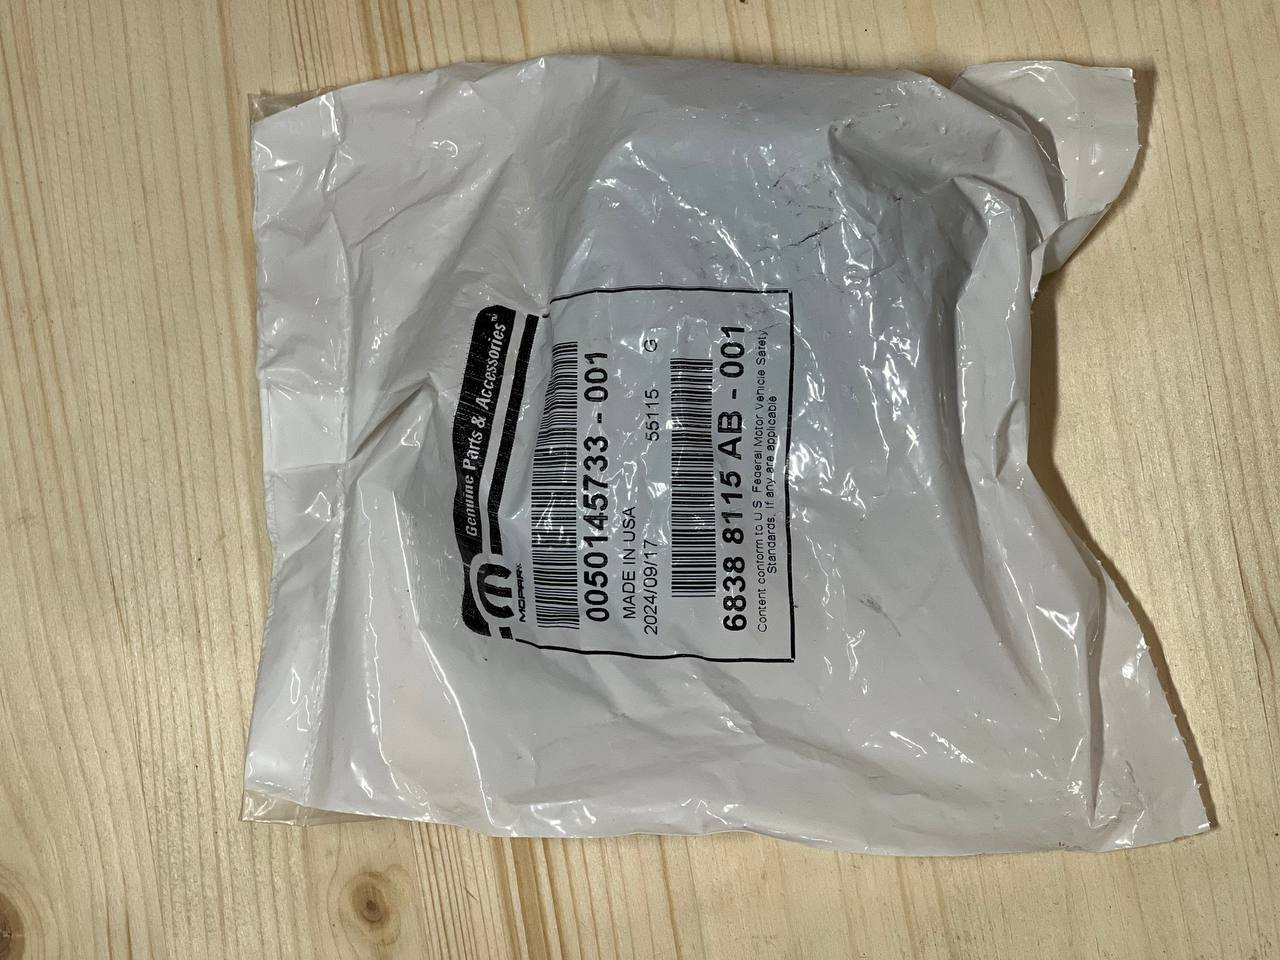 Genuine Parts & Accessories™
MOPAR
0050145733 - 001
MADE IN USA
2024/09/17 55115 G
6838 8115 AB - 001
Content conform to U.S. Federal Motor Vehicle Safety
Standards, if any are applicable